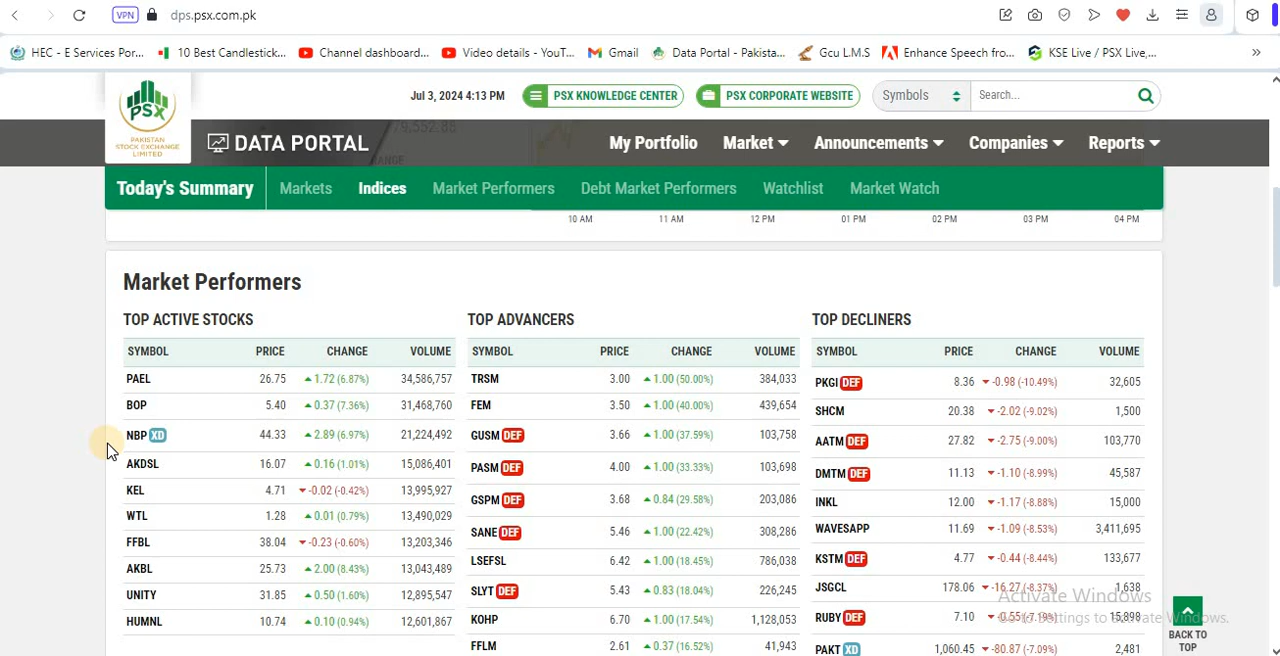 VPN dps.psx.com.pk
HEC - E Services Por... 10 Best Candlestick... Channel dashboard... Video details - YouT... Gmail Data Portal - Pakista... Gcu L.M.S Enhance Speech fro... KSE Live / PSX Live,... »
PSX
PAKISTAN
STOCK EXCHANGE
LIMITED
Jul 3, 2024 4:13 PM PSX KNOWLEDGE CENTER PSX CORPORATE WEBSITE Symbols Search...
DATA PORTAL My Portfolio Market Announcements Companies Reports
Today's Summary Markets Indices Market Performers Debt Market Performers Watchlist Market Watch
10 AM 11 AM 12 PM 01 PM 02 PM 03 PM 04 PM
Market Performers
TOP ACTIVE STOCKS
SYMBOL PRICE CHANGE VOLUME
PAEL 26.75 1.72 (6.87%) 34,586,757
BOP 5.40 0.37 (7.36%) 31,468,760
NBP XD 44.33 2.89 (6.97%) 21,224,492
AKDSL 16.07 0.16 (1.01%) 15,086,401
KEL 4.71 -0.02 (-0.42%) 13,995,927
WTL 1.28 0.01 (0.79%) 13,490,029
FFBL 38.04 -0.23 (-0.60%) 13,203,346
AKBL 25.73 2.00 (8.43%) 13,043,489
UNITY 31.85 0.50 (1.60%) 12,895,547
HUMNL 10.74 0.10 (0.94%) 12,601,867
TOP ADVANCERS
SYMBOL PRICE CHANGE VOLUME
TRSM 3.00 1.00 (50.00%) 384,033
FEM 3.50 1.00 (40.00%) 439,654
GUSM DEF 3.66 1.00 (37.59%) 103,758
PASM DEF 4.00 1.00 (33.33%) 103,698
GSPM DEF 3.68 0.84 (29.58%) 203,086
SANE DEF 5.46 1.00 (22.42%) 308,286
LSEFSL 6.42 1.00 (18.45%) 786,038
SLYT DEF 5.43 0.83 (18.04%) 226,245
KOHP 6.70 1.00 (17.54%) 1,128,053
FFLM 2.61 0.37 (16.52%) 41,943
TOP DECLINERS
SYMBOL PRICE CHANGE VOLUME
PKGI DEF 8.36 -0.98 (-10.49%) 32,605
SHCM 20.38 -2.02 (-9.02%) 1,500
AATM DEF 27.82 -2.75 (-9.00%) 103,770
DMTM DEF 11.13 -1.10 (-8.99%) 45,587
INKL 12.00 -1.17 (-8.88%) 15,000
WAVESAPP 11.69 -1.09 (-8.53%) 3,411,695
KSTM DEF 4.77 -0.44 (-8.44%) 133,677
JSGCL 178.06 -16.27 (-8.37%) 1,638
RUBY DEF 7.10 -0.55 (-7.19%) 15,898
PAKT XD 1,060.45 -80.87 (-7.09%) 2,481
Activate Windows
Go to Settings to activate Windows.
BACK TO
TOP